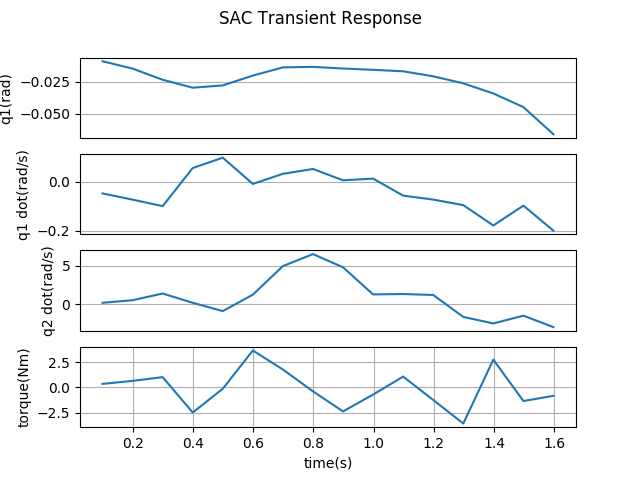 SAC Transient Response
q1(rad)
−0.025
−0.050
q1 dot(rad/s)
0.0
−0.2
q2 dot(rad/s)
5
0
torque(Nm)
2.5
0.0
−2.5
0.2 0.4 0.6 0.8 1.0 1.2 1.4 1.6
time(s)